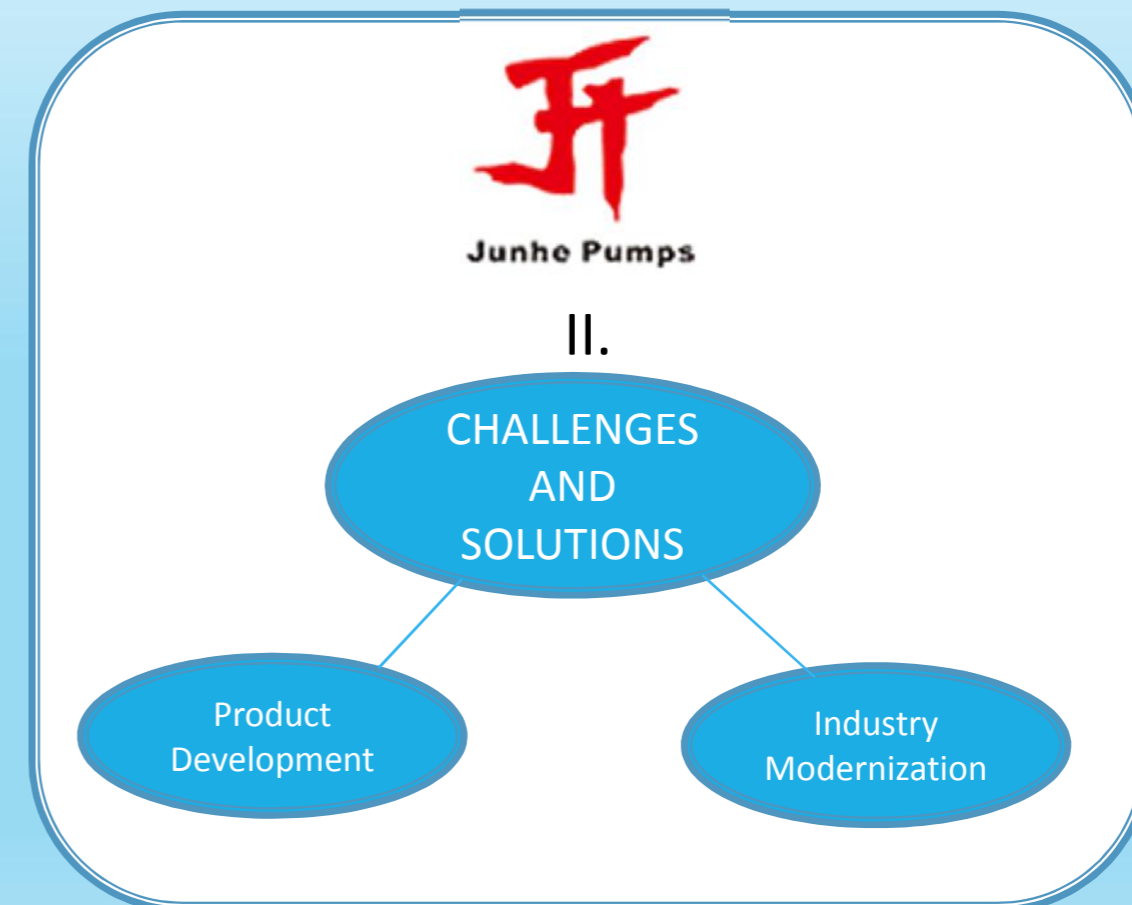 Junhe Pumps
II.
CHALLENGES
AND
SOLUTIONS
Product
Development
Industry
Modernization